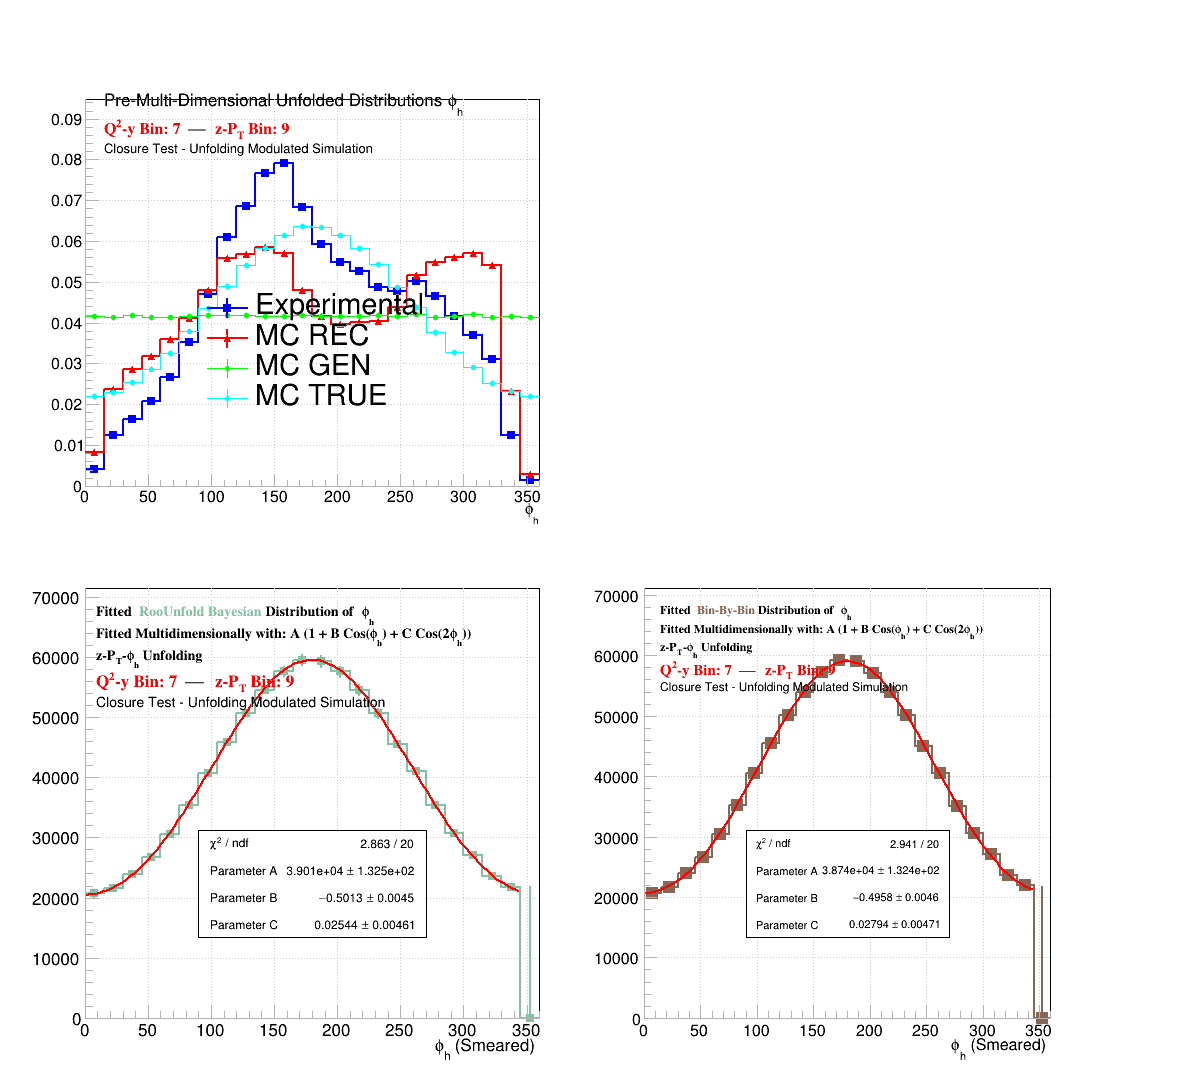 Pre-Multi-Dimensional Unfolded Distributions ϕh
Q²-y Bin: 7 — z-PT Bin: 9
Closure Test - Unfolding Modulated Simulation
0.09
0.08
0.07
0.06
0.05
0.04
0.03
0.02
0.01
0
Experimental
MC REC
MC GEN
MC TRUE
0 50 100 150 200 250 300 350
ϕh
70000
60000
50000
40000
30000
20000
10000
0
Fitted RooUnfold Bayesian Distribution of ϕh
Fitted Multidimensionally with: A (1 + B Cos(ϕh) + C Cos(2ϕh))
z-PT-ϕh Unfolding
Q²-y Bin: 7 — z-PT Bin: 9
Closure Test - Unfolding Modulated Simulation
χ² / ndf 2.863 / 20
Parameter A 3.901e+04 ± 1.325e+02
Parameter B −0.5013 ± 0.0045
Parameter C 0.02544 ± 0.00461
0 50 100 150 200 250 300 350
ϕh (Smeared)
70000
60000
50000
40000
30000
20000
10000
0
Fitted Bin-By-Bin Distribution of ϕh
Fitted Multidimensionally with: A (1 + B Cos(ϕh) + C Cos(2ϕh))
z-PT-ϕh Unfolding
Q²-y Bin: 7 — z-PT Bin: 9
Closure Test - Unfolding Modulated Simulation
χ² / ndf 2.941 / 20
Parameter A 3.874e+04 ± 1.324e+02
Parameter B −0.4958 ± 0.0046
Parameter C 0.02794 ± 0.00471
0 50 100 150 200 250 300 350
ϕh (Smeared)